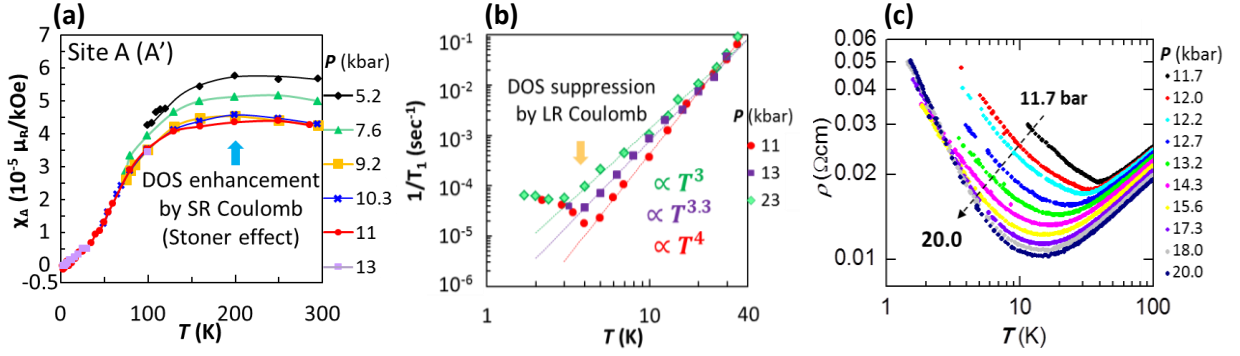 (a)
Site A (A’)
P (kbar)
5.2
7.6
9.2
10.3
11
13
DOS enhancement
by SR Coulomb
(Stoner effect)
χΔ (10⁻⁵ μB/kOe)
7
6
5
4
3
2
1
0
-0.5
0 50 100 150 200 250 300
T (K)
(b)
DOS suppression
by LR Coulomb
P (kbar)
11
13
23
∝ T³
∝ T³·³
∝ T⁴
1/T₁ (sec⁻¹)
10⁻¹
10⁻²
10⁻³
10⁻⁴
10⁻⁵
10⁻⁶
1 10 40
T (K)
(c)
P (kbar)
11.7
12.0
12.2
12.7
13.2
14.3
15.6
17.3
18.0
20.0
11.7 bar
20.0
ρ (Ωcm)
0.06
0.05
0.04
0.03
0.02
0.01
1 10 100
T (K)